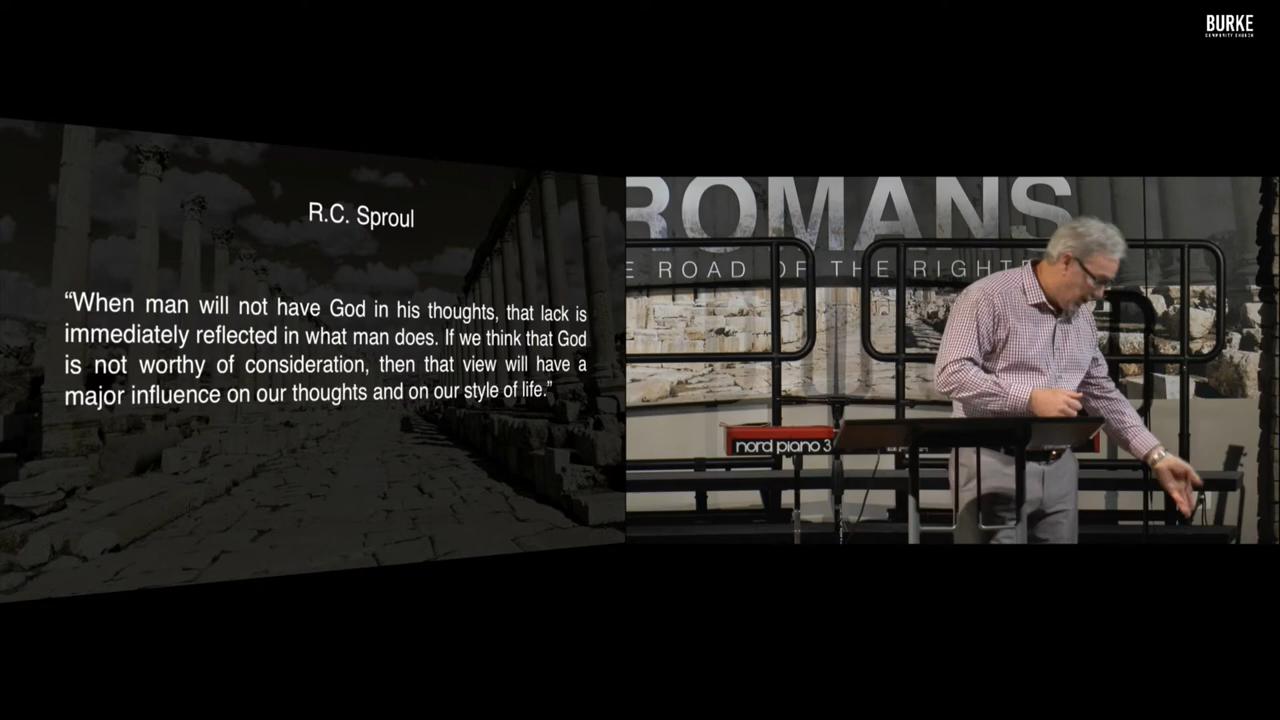 BURKE
COMMUNITY CHURCH
R.C. Sproul
“When man will not have God in his thoughts, that lack is
immediately reflected in what man does. If we think that God
is not worthy of consideration, then that view will have a
major influence on our thoughts and on our style of life.”
ROMANS
E ROAD OF THE RIGHTE
nord piano 3